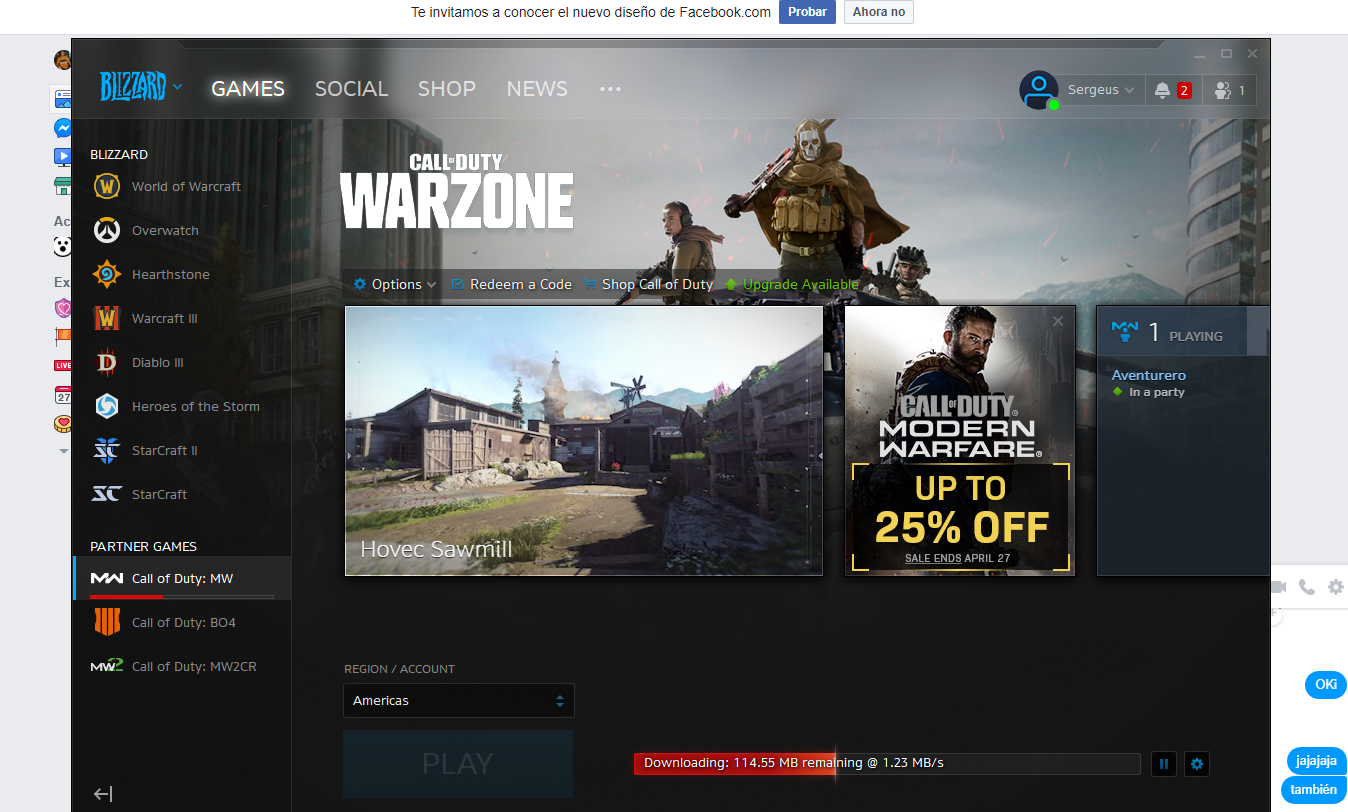 Te invitamos a conocer el nuevo diseño de Facebook.com Probar Ahora no
BLIZZARD GAMES SOCIAL SHOP NEWS
Sergeus 2 1
BLIZZARD
World of Warcraft
Overwatch
Hearthstone
Warcraft III
Diablo III
Heroes of the Storm
StarCraft II
StarCraft
PARTNER GAMES
Call of Duty: MW
Call of Duty: BO4
Call of Duty: MW2CR
Ac
Ex
LIVE
27
CALL OF DUTY
WARZONE
Options Redeem a Code Shop Call of Duty Upgrade Available
Hovec Sawmill
CALL OF DUTY®
MODERN
WARFARE®
UP TO
25% OFF
SALE ENDS APRIL 27
1 PLAYING
Aventurero
In a party
REGION / ACCOUNT
Americas
PLAY
Downloading: 114.55 MB remaining @ 1.23 MB/s
OKi
jajajaja
también